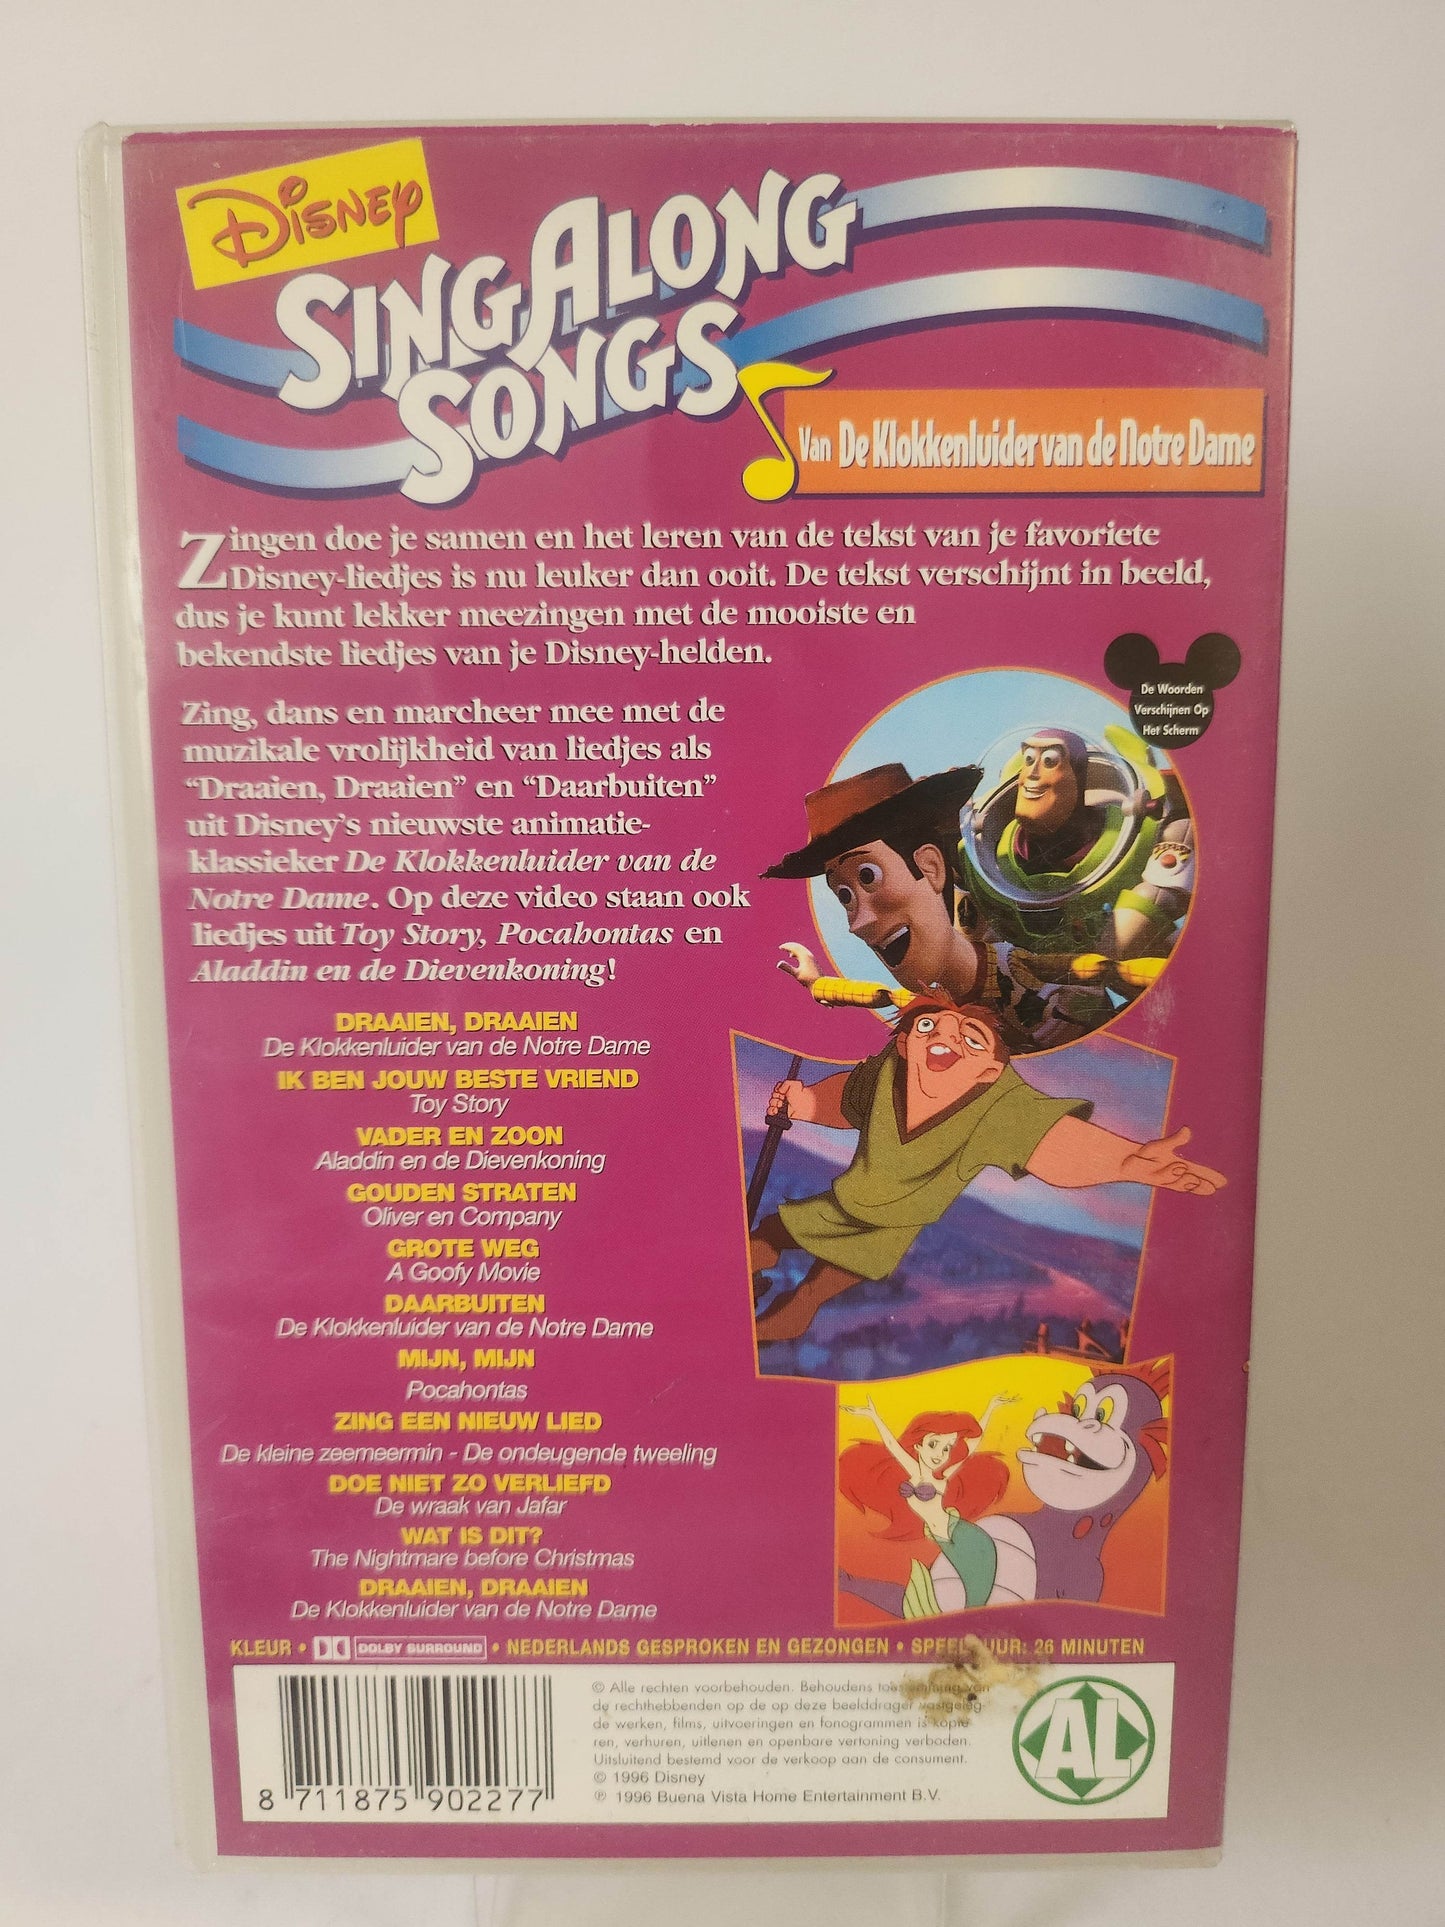 Disney
Sing Along
Songs
Van De Klokkenluider van de Notre Dame
Zingen doe je samen en het leren van de tekst van je favoriete
Disney-liedjes is nu leuker dan ooit. De tekst verschijnt in beeld,
dus je kunt lekker meezingen met de mooiste en
bekendste liedjes van je Disney-helden.
De Woorden
Verschijnen Op
Het Scherm
Zing, dans en marcheer mee met de
muzikale vrolijkheid van liedjes als
“Draaien, Draaien” en “Daarbuiten”
uit Disney’s nieuwste animatie-
klassieker De Klokkenluider van de
Notre Dame. Op deze video staan ook
liedjes uit Toy Story, Pocahontas en
Aladdin en de Dievenkoning!
DRAAIEN, DRAAIEN
De Klokkenluider van de Notre Dame
IK BEN JOUW BESTE VRIEND
Toy Story
VADER EN ZOON
Aladdin en de Dievenkoning
GOUDEN STRATEN
Oliver en Company
GROTE WEG
A Goofy Movie
DAARBUITEN
De Klokkenluider van de Notre Dame
MIJN, MIJN
Pocahontas
ZING EEN NIEUW LIED
De kleine zeemeermin - De ondeugende tweeling
DOE NIET ZO VERLIEFD
De wraak van Jafar
WAT IS DIT?
The Nightmare before Christmas
DRAAIEN, DRAAIEN
De Klokkenluider van de Notre Dame
KLEUR • DOLBY SURROUND • NEDERLANDS GESPROKEN EN GEZONGEN • SPEELDUUR: 26 MINUTEN
© Alle rechten voorbehouden. Behoudens toestemming van
de rechthebbenden op de op deze beelddrager vastgeleg-
de werken, films, uitvoeringen en fonogrammen is kopië-
ren, verhuren, uitlenen en openbare vertoning verboden.
Uitsluitend bestemd voor de verkoop aan de consument.
© 1996 Disney
℗ 1996 Buena Vista Home Entertainment B.V.
AL
8 711875 902277